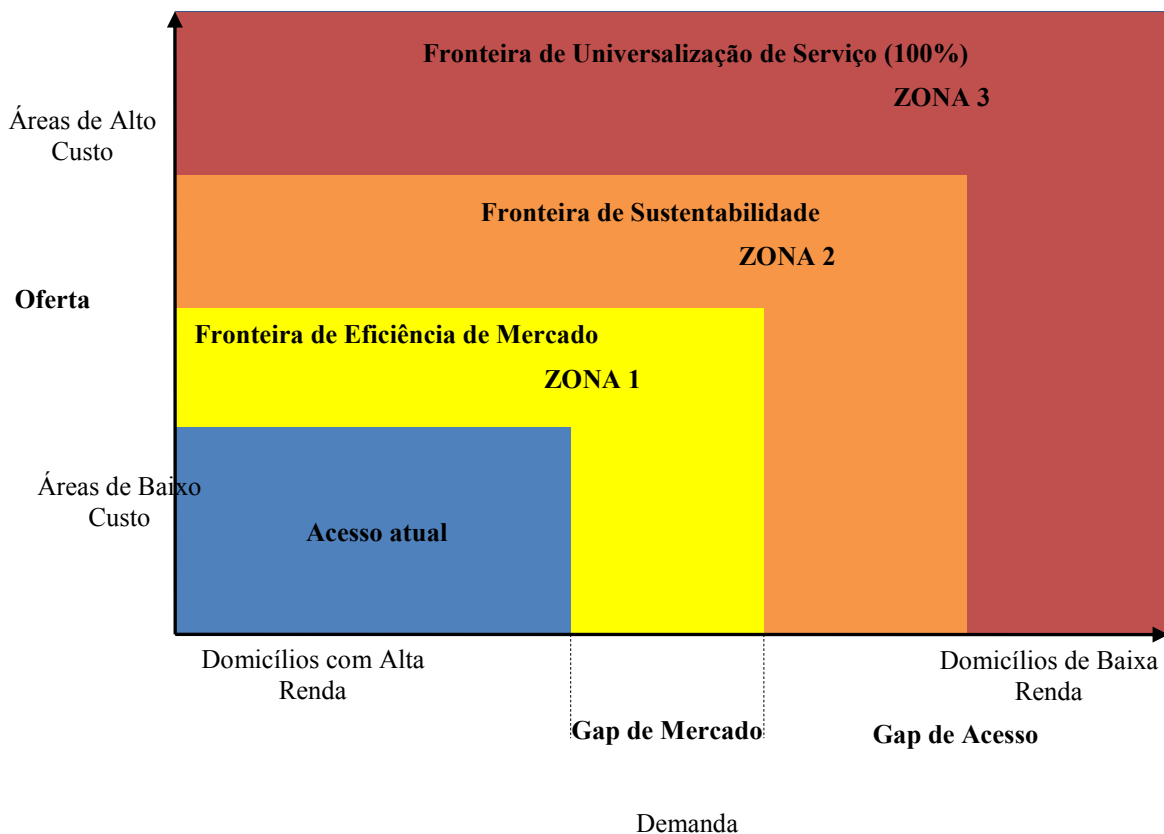 Fronteira de Universalização de Serviço (100%)
ZONA 3
Áreas de Alto
Custo
Fronteira de Sustentabilidade
ZONA 2
Oferta
Fronteira de Eficiência de Mercado
ZONA 1
Áreas de Baixo
Custo
Acesso atual
Domicílios com Alta
Renda
Domicílios de Baixa
Renda
Gap de Mercado
Gap de Acesso
Demanda